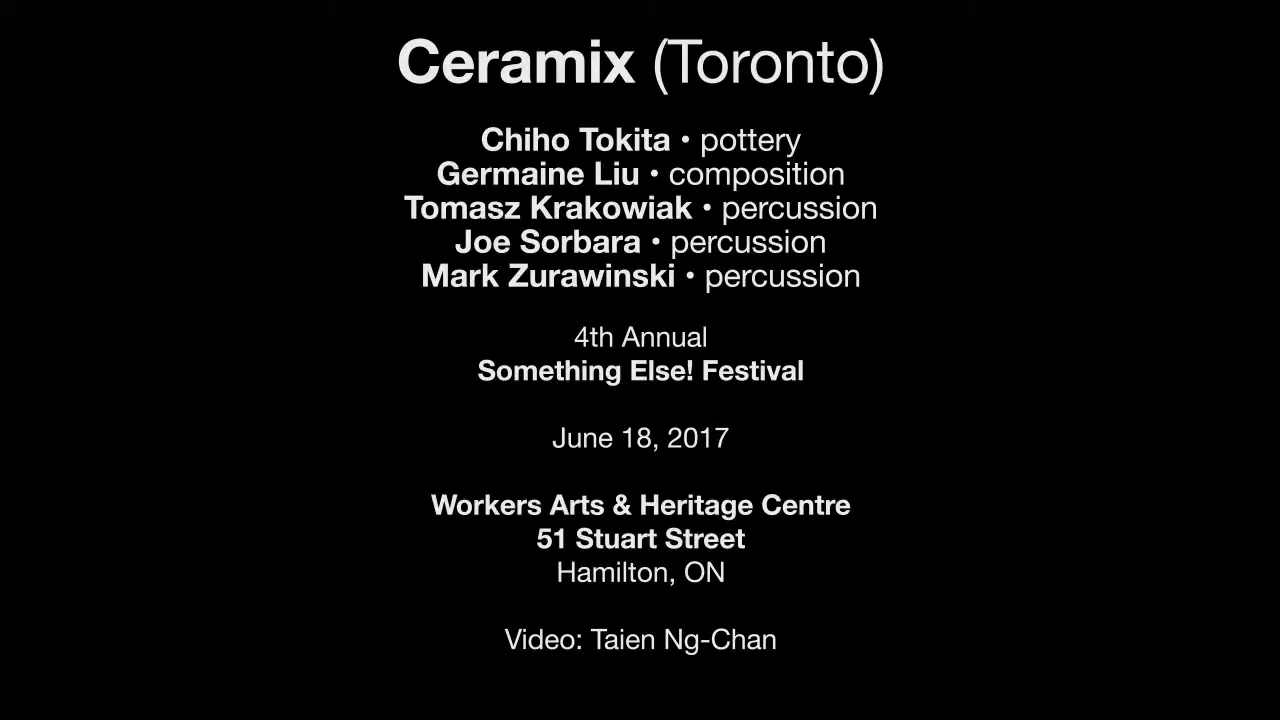 Ceramix (Toronto)
Chiho Tokita • pottery
Germaine Liu • composition
Tomasz Krakowiak • percussion
Joe Sorbara • percussion
Mark Zurawinski • percussion
4th Annual
Something Else! Festival
June 18, 2017
Workers Arts & Heritage Centre
51 Stuart Street
Hamilton, ON
Video: Taien Ng-Chan